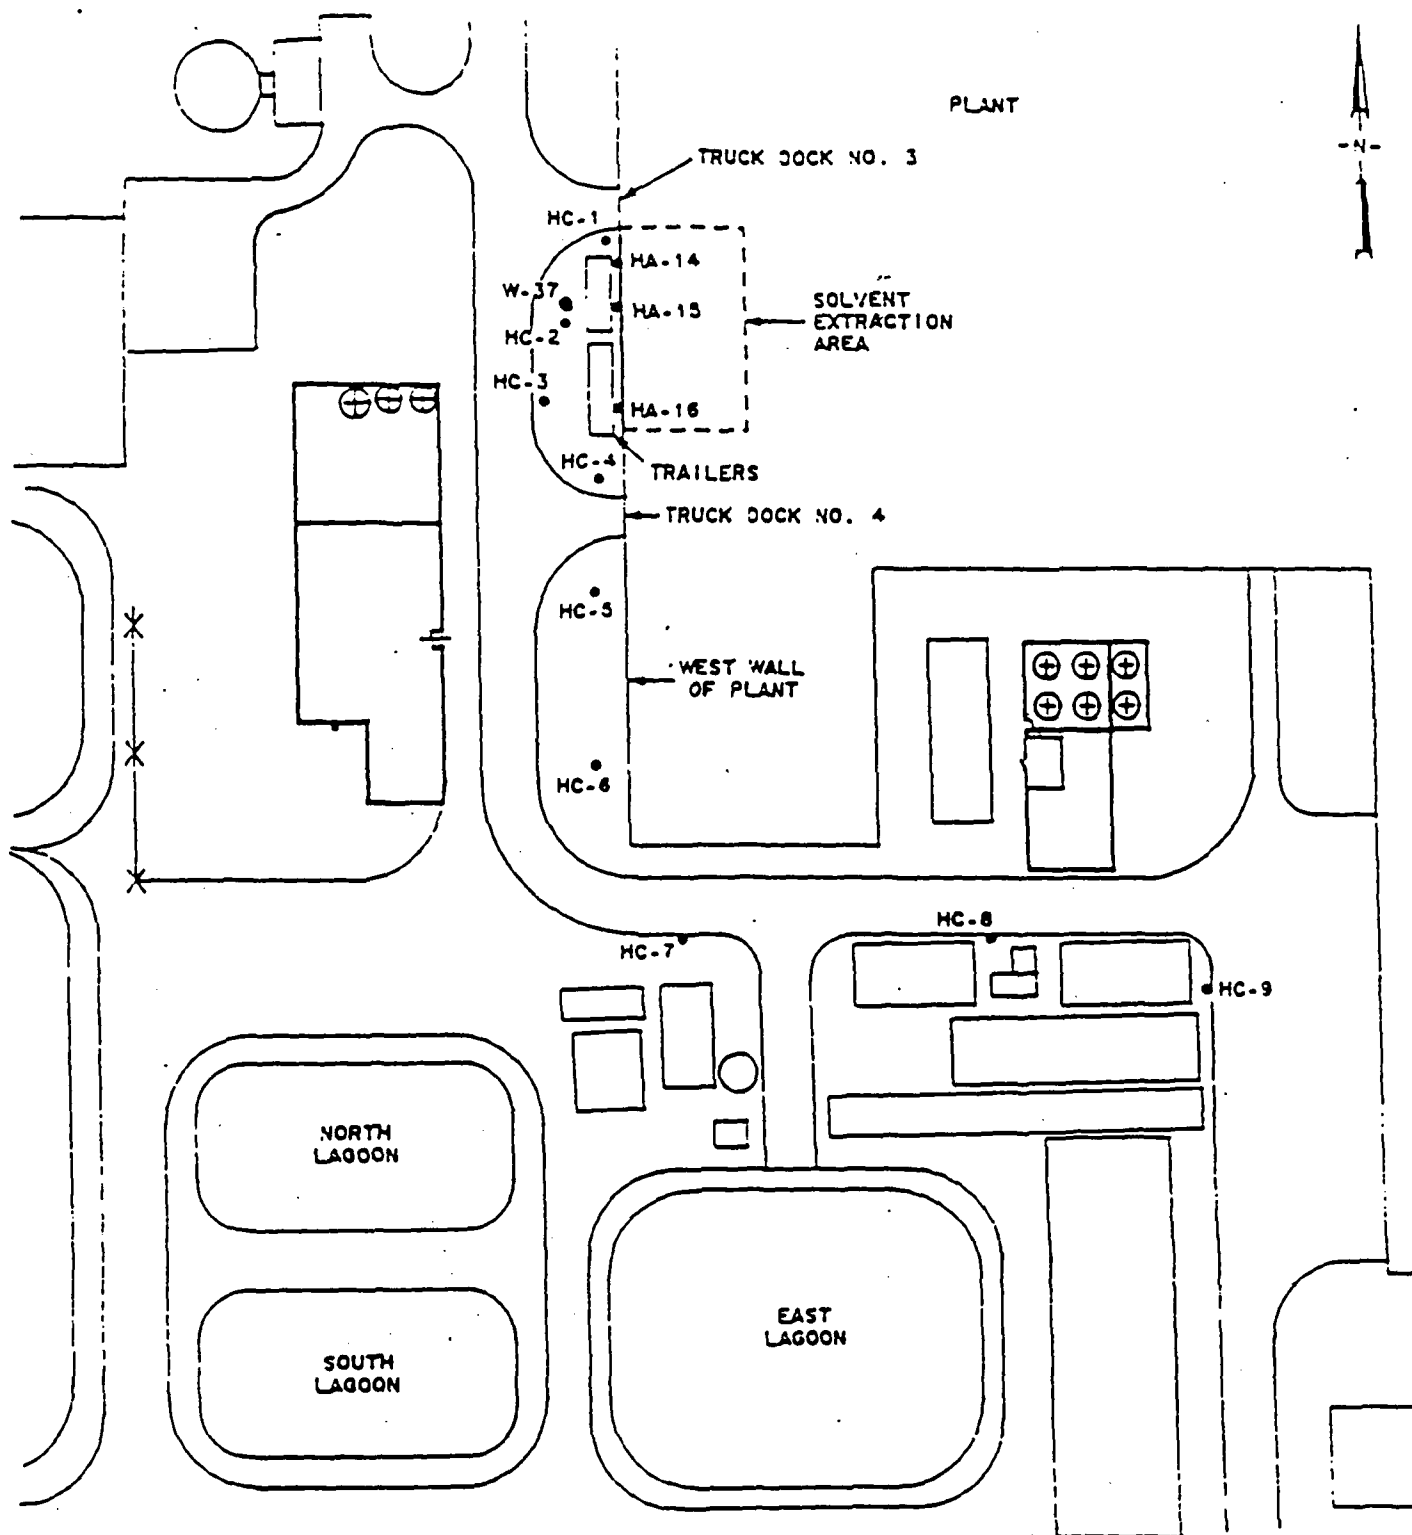 PLANT
-N-
TRUCK DOCK NO. 3
HC-1
HA-14
W-37
HA-15
SOLVENT
EXTRACTION
AREA
HC-2
HC-3
HA-16
HC-4
TRAILERS
TRUCK DOCK NO. 4
HC-5
WEST WALL
OF PLANT
HC-6
HC-8
HC-7
HC-9
NORTH
LAGOON
EAST
LAGOON
SOUTH
LAGOON